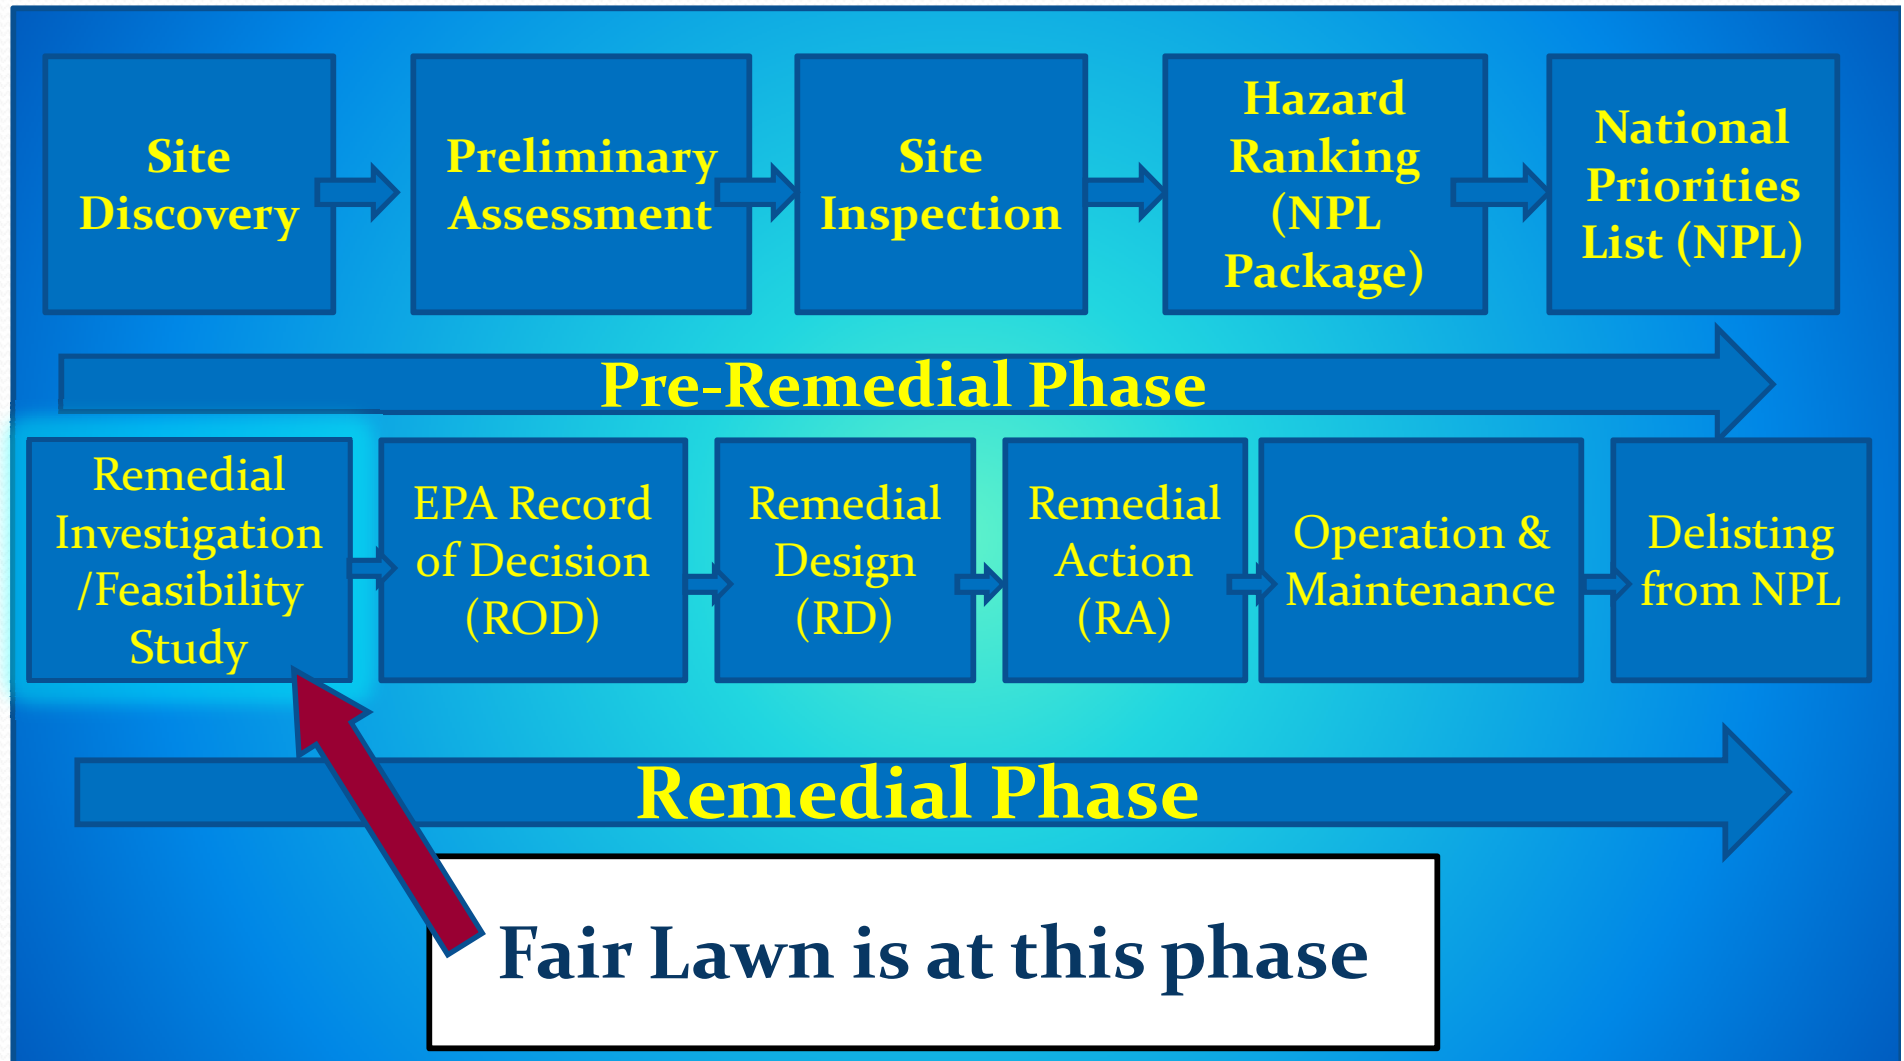 Site
Discovery
Preliminary
Assessment
Site
Inspection
Hazard
Ranking
(NPL
Package)
National
Priorities
List (NPL)
Pre-Remedial Phase
Remedial
Investigation
/Feasibility
Study
EPA Record
of Decision
(ROD)
Remedial
Design
(RD)
Remedial
Action
(RA)
Operation &
Maintenance
Delisting
from NPL
Remedial Phase
Fair Lawn is at this phase